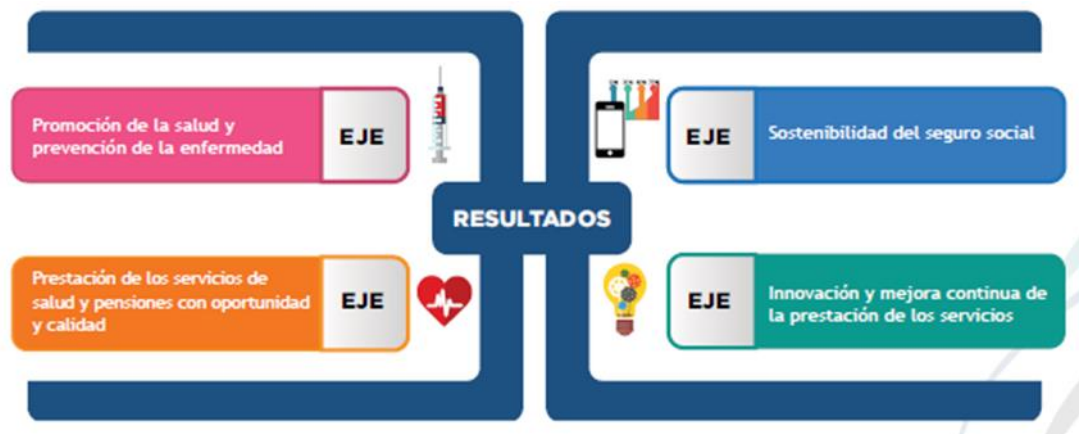 Promoción de la salud y
prevención de la enfermedad
EJE
EJE
Sostenibilidad del seguro social
RESULTADOS
Prestación de los servicios de
salud y pensiones con oportunidad
y calidad
EJE
EJE
Innovación y mejora continua de
la prestación de los servicios